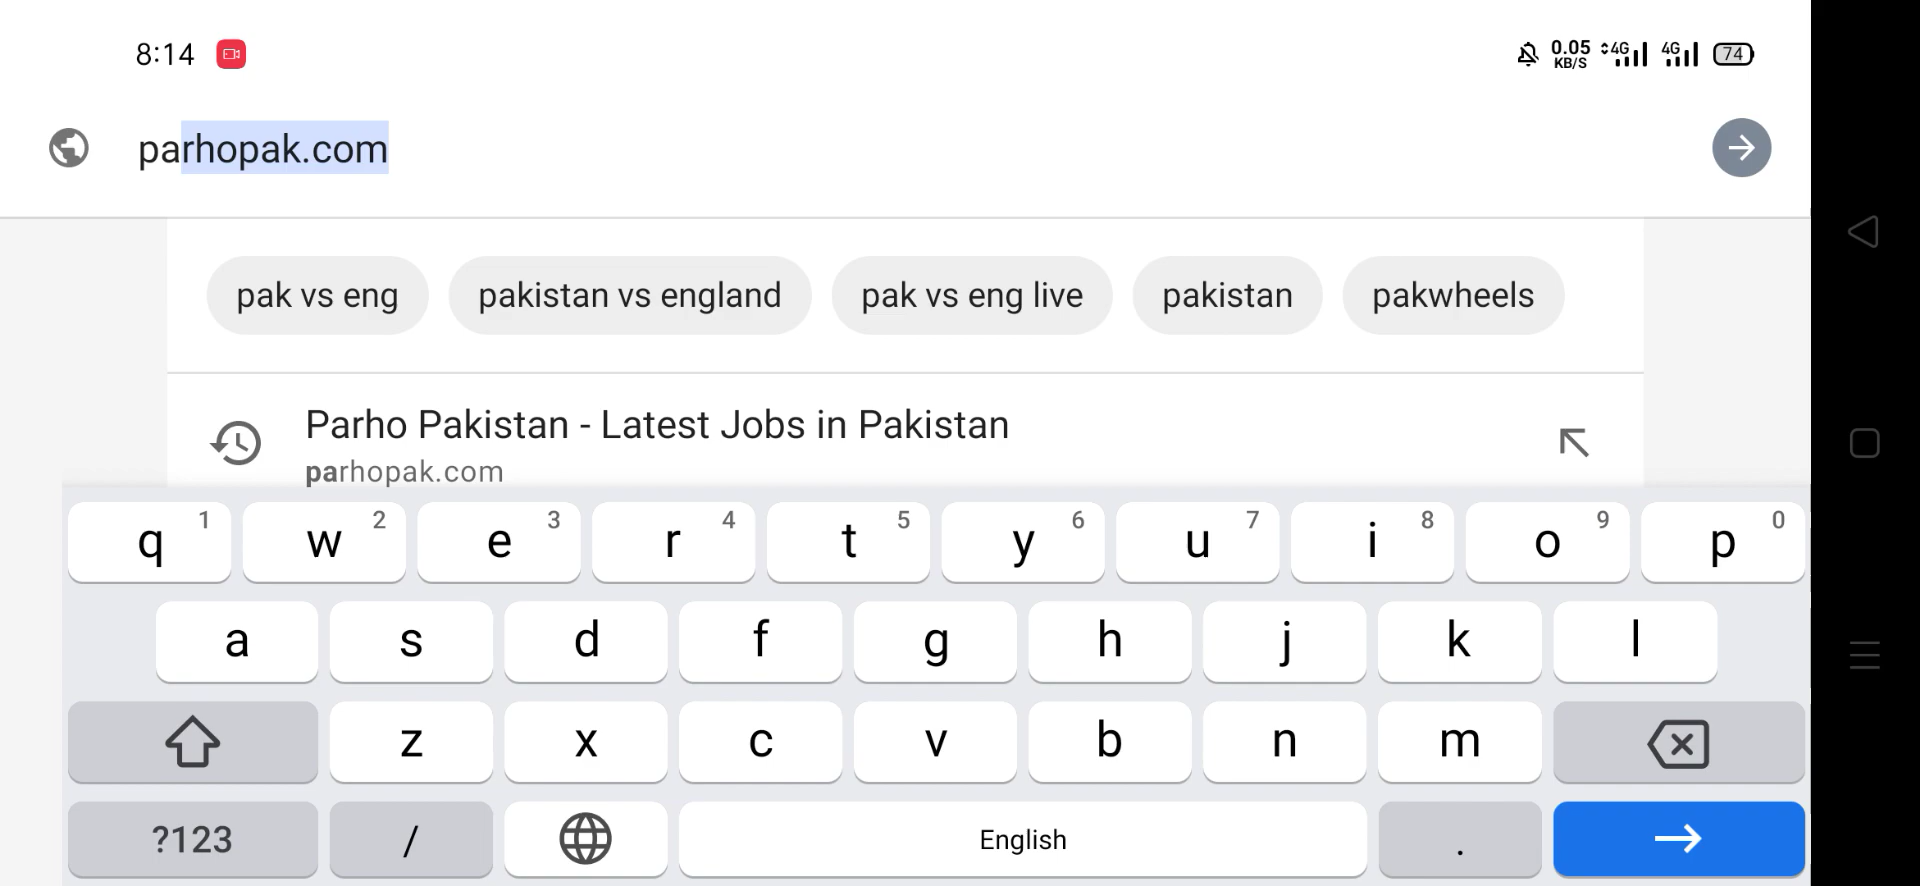 8:14 0.05 KB/S 4G 4G 74
parhopak.com
pak vs eng pakistan vs england pak vs eng live pakistan pakwheels
Parho Pakistan - Latest Jobs in Pakistan
parhopak.com
q 1 w 2 e 3 r 4 t 5 y 6 u 7 i 8 o 9 p 0
a s d f g h j k l
z x c v b n m
?123 / English .